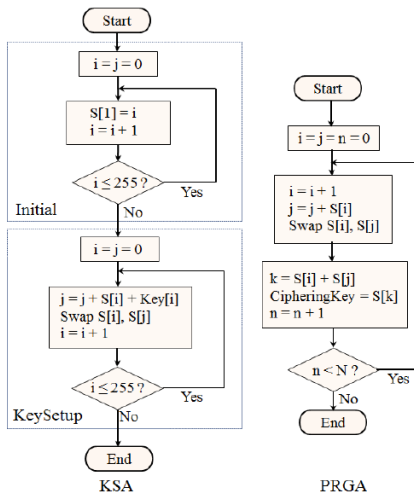 Start
i = j = 0
S[1] = i
i = i + 1
i ≤ 255 ?
Yes
Initial
No
i = j = 0
j = j + S[i] + Key[i]
Swap S[i], S[j]
i = i + 1
i ≤ 255 ?
Yes
KeySetup
No
End
KSA
Start
i = j = n = 0
i = i + 1
j = j + S[i]
Swap S[i], S[j]
k = S[i] + S[j]
CipheringKey = S[k]
n = n + 1
n < N ?
Yes
No
End
PRGA